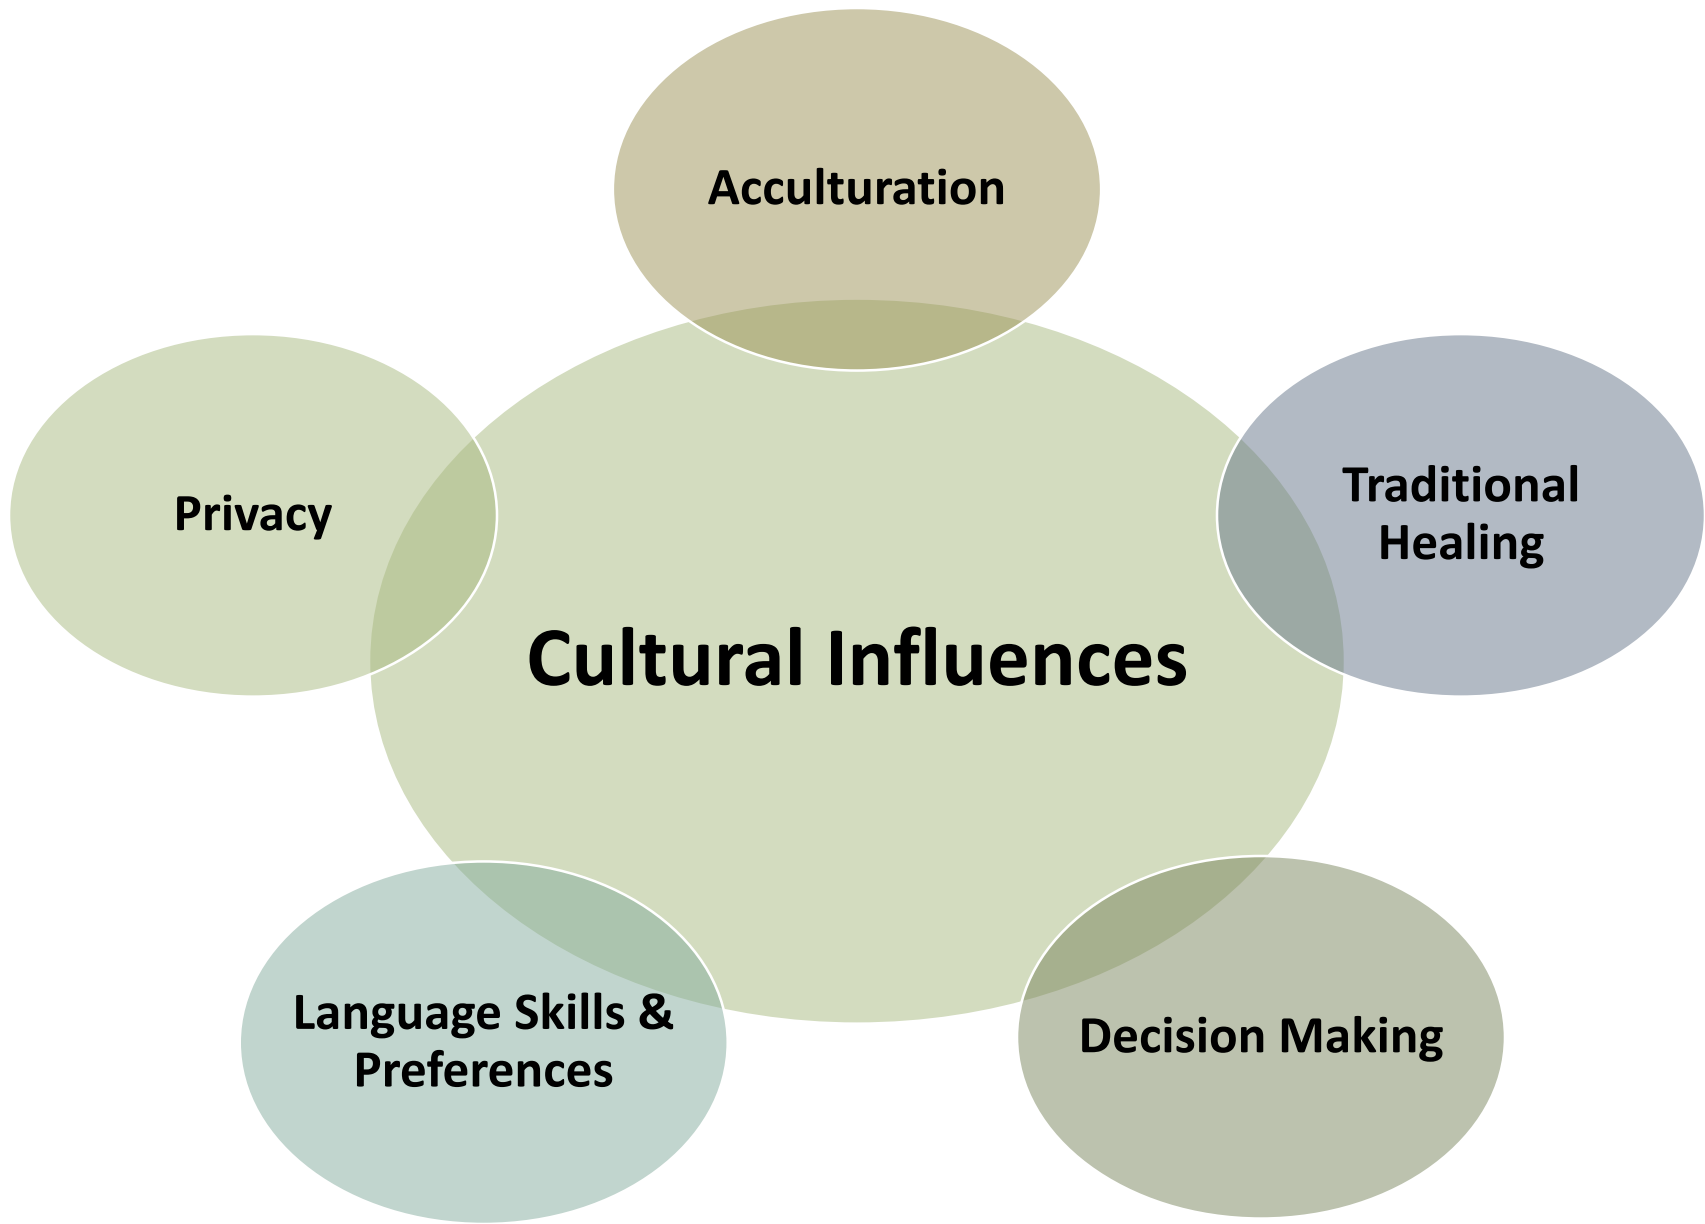 Acculturation
Privacy
Traditional
Healing
Cultural Influences
Language Skills &
Preferences
Decision Making